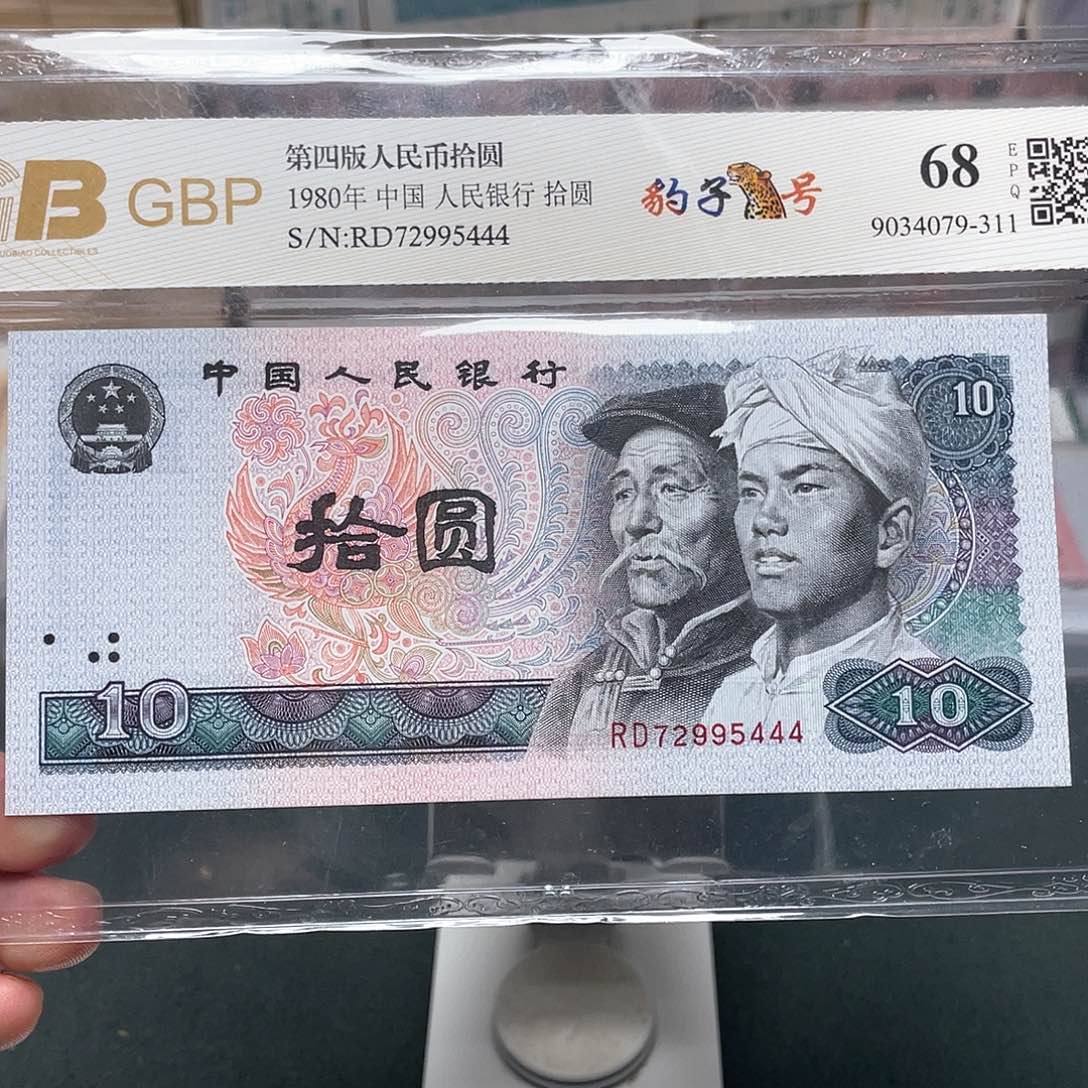 GBP
第四版人民币拾圆
1980年 中国 人民银行 拾圆
S/N:RD72995444
豹子号
68
EPQ
9034079-311
中国人民银行
10
拾圆
10
RD72995444
10